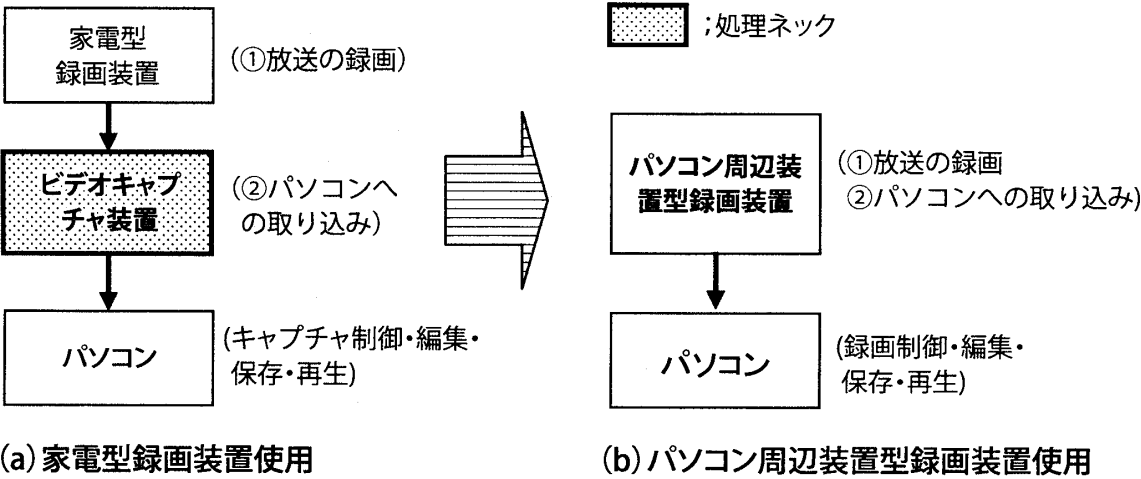 家電型
録画装置
(①放送の録画)
ビデオキャプ
チャ装置
(②パソコンへ
の取り込み)
パソコン
(キャプチャ制御・編集・
保存・再生)
(a)家電型録画装置使用
;処理ネック
パソコン周辺装
置型録画装置
(①放送の録画
②パソコンへの取り込み)
パソコン
(録画制御・編集・
保存・再生)
(b)パソコン周辺装置型録画装置使用